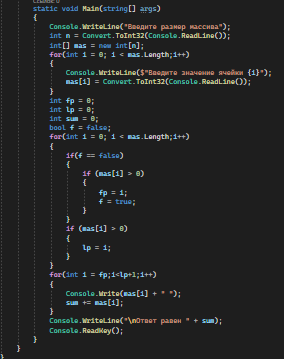 static void Main(string[] args)
{
Console.WriteLine("Введите размер массива");
int n = Convert.ToInt32(Console.ReadLine());
int[] mas = new int[n];
for(int i = 0; i < mas.Length;i++)
{
Console.WriteLine($"Введите значение ячейки {i}");
mas[i] = Convert.ToInt32(Console.ReadLine());
}
int fp = 0;
int lp = 0;
int sum = 0;
bool f = false;
for(int i = 0; i < mas.Length;i++)
{
if(f == false)
{
if (mas[i] > 0)
{
fp = i;
f = true;
}
}
if (mas[i] > 0)
{
lp = i;
}
}
for(int i = fp;i<lp+1;i++)
{
Console.Write(mas[i] + " ");
sum += mas[i];
}
Console.WriteLine("\nОтвет равен " + sum);
Console.ReadKey();
}
}
}